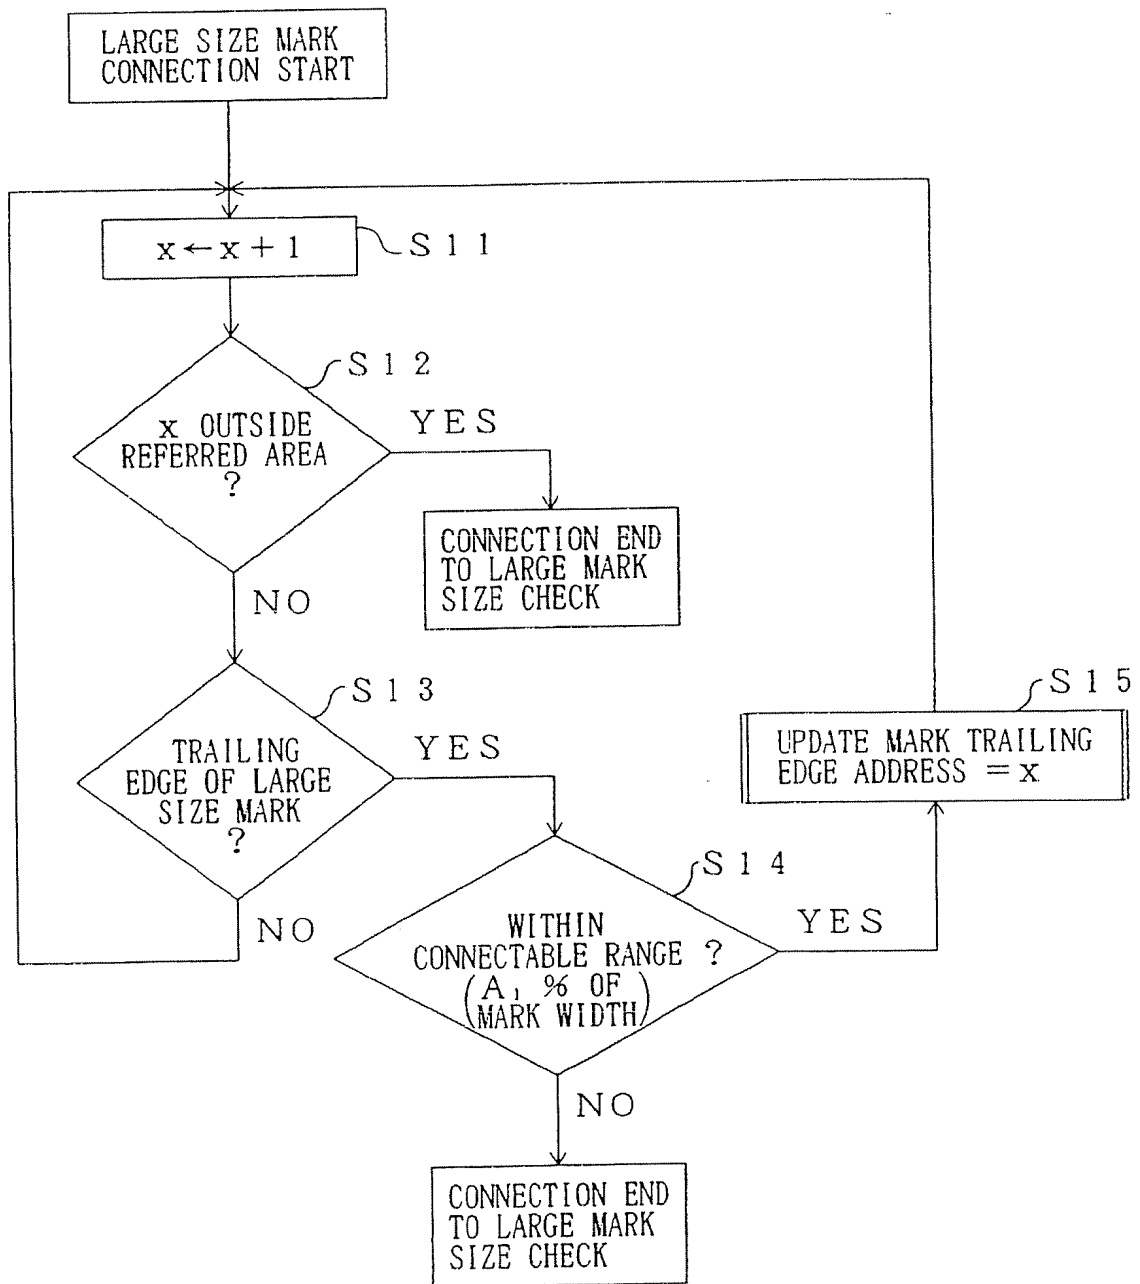 LARGE SIZE MARK
CONNECTION START
x ← x + 1
S11
S12
x OUTSIDE
REFERRED AREA
?
YES
CONNECTION END
TO LARGE MARK
SIZE CHECK
NO
S13
TRAILING
EDGE OF LARGE
SIZE MARK
?
YES
NO
S14
WITHIN
CONNECTABLE RANGE ?
(A, % OF
MARK WIDTH)
YES
S15
UPDATE MARK TRAILING
EDGE ADDRESS = x
NO
CONNECTION END
TO LARGE MARK
SIZE CHECK